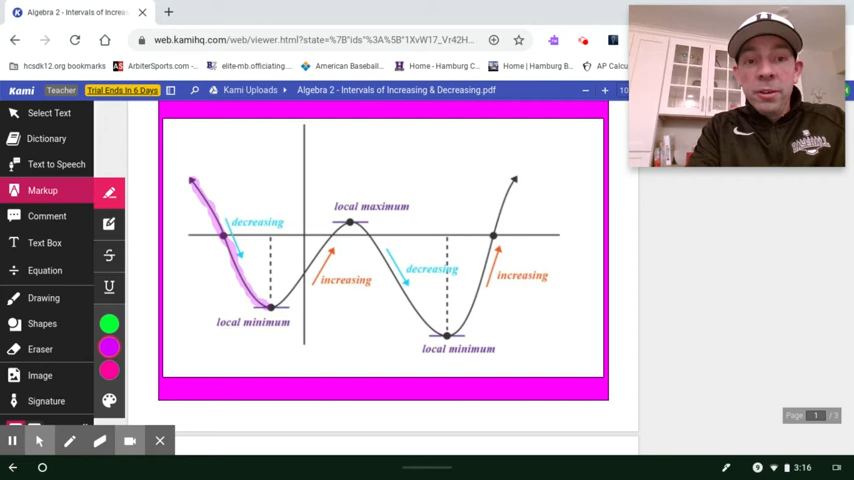 Algebra 2 - Intervals of Increas
web.kamihq.com/web/viewer.html?state=%7B"ids"%3A%5B"1XvW17_Vr42H...
hcsdk12.org bookmarks
ArbiterSports.com -...
elite-mb.officiating...
American Baseball...
Home - Hamburg C...
Home | Hamburg B...
AP Calcu
Kami
Trial Ends In 6 Days
Kami Uploads
Algebra 2 - Intervals of Increasing & Decreasing.pdf
10
Select Text
Dictionary
Text to Speech
Markup
Comment
Text Box
Equation
Drawing
Shapes
Eraser
Image
Signature
local maximum
decreasing
increasing
decreasing
increasing
local minimum
local minimum
Page 1 / 3
9 3:16